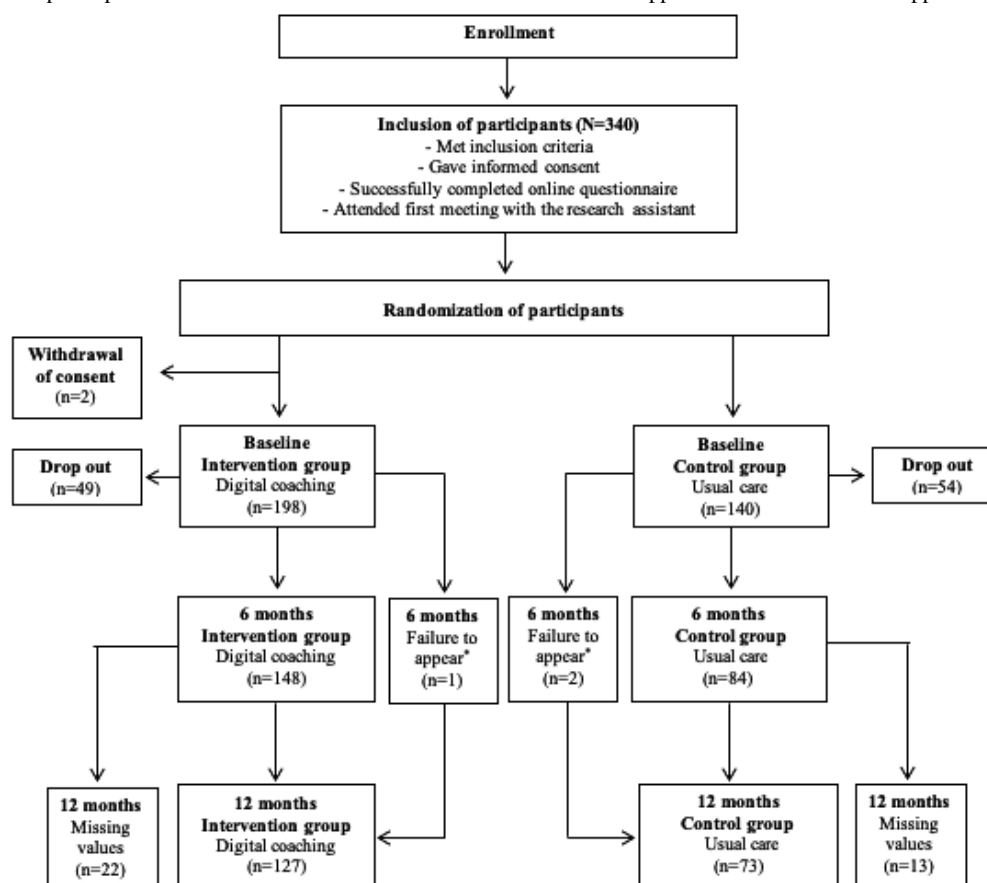 Enrollment
Inclusion of participants (N=340)
- Met inclusion criteria
- Gave informed consent
- Successfully completed online questionnaire
- Attended first meeting with the research assistant
Randomization of participants
Withdrawal
of consent
(n=2)
Baseline
Intervention group
Digital coaching
(n=198)
Drop out
(n=49)
Baseline
Control group
Usual care
(n=140)
Drop out
(n=54)
6 months
Intervention group
Digital coaching
(n=148)
6 months
Failure to
appear*
(n=1)
6 months
Failure to
appear*
(n=2)
6 months
Control group
Usual care
(n=84)
12 months
Missing
values
(n=22)
12 months
Intervention group
Digital coaching
(n=127)
12 months
Control group
Usual care
(n=73)
12 months
Missing
values
(n=13)